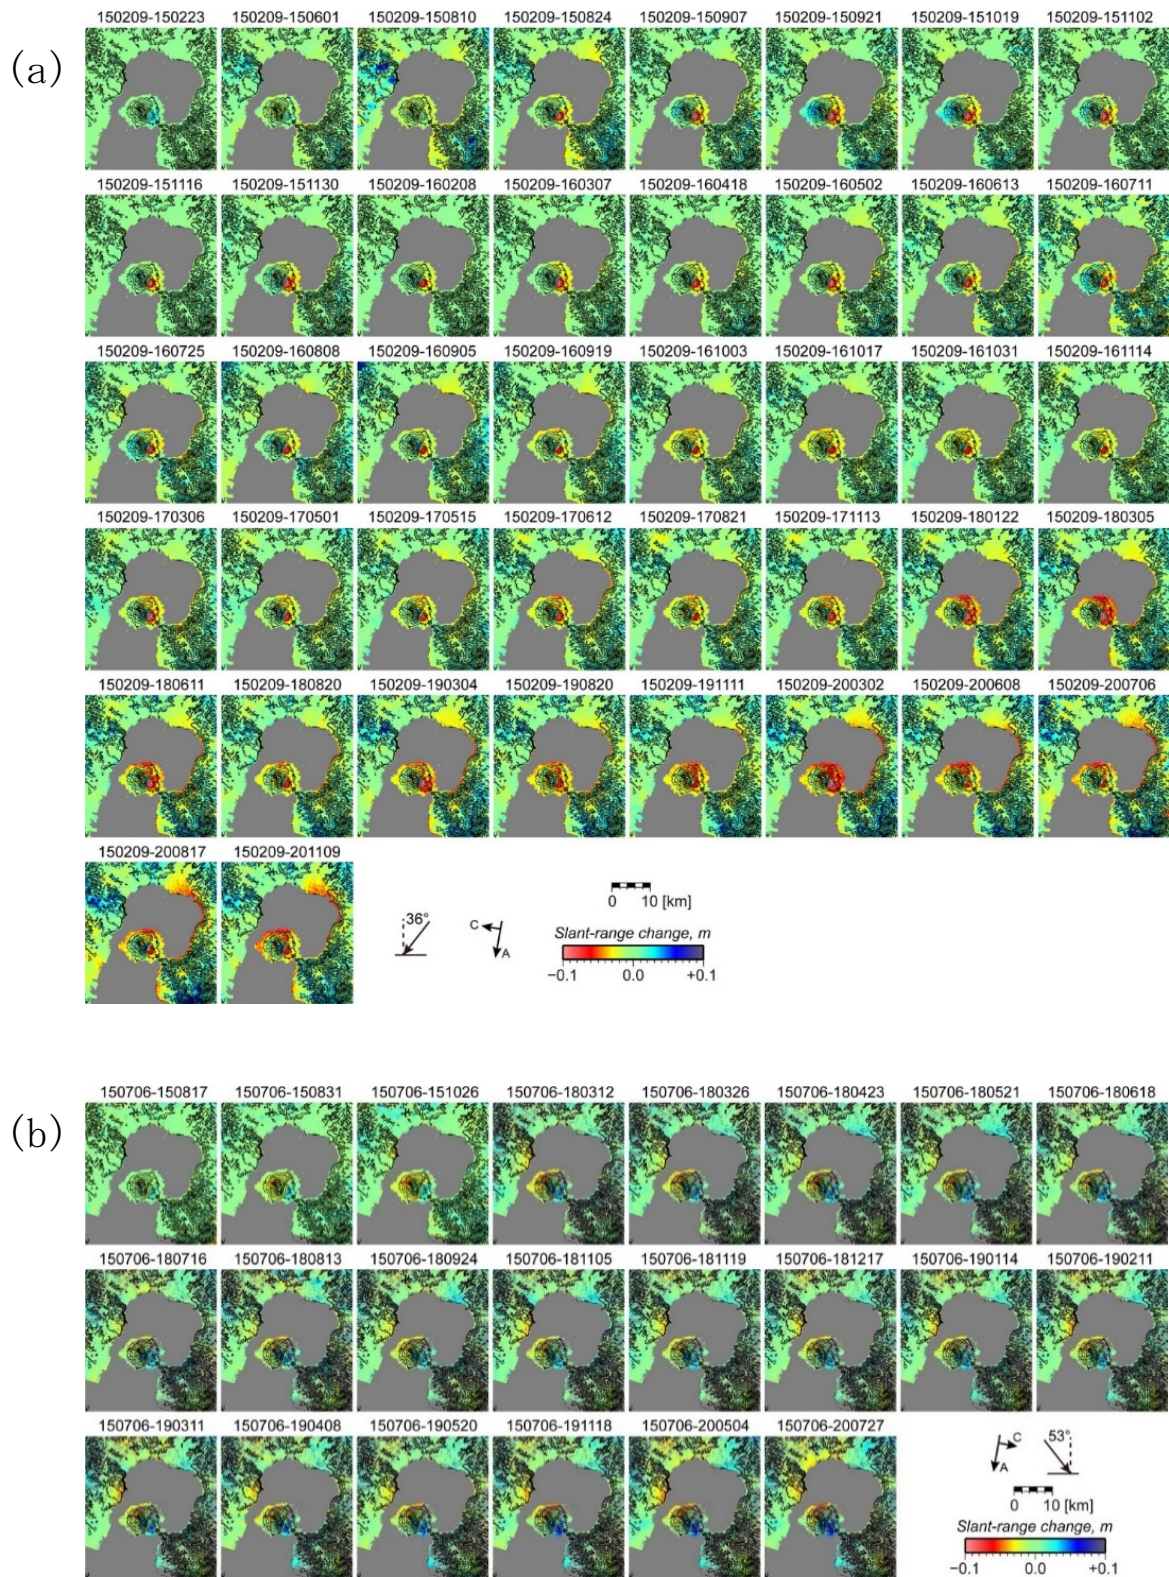 (a)
150209-150223 150209-150601 150209-150810 150209-150824 150209-150907 150209-150921 150209-151019 150209-151102
150209-151116 150209-151130 150209-160208 150209-160307 150209-160418 150209-160502 150209-160613 150209-160711
150209-160725 150209-160808 150209-160905 150209-160919 150209-161003 150209-161017 150209-161031 150209-161114
150209-170306 150209-170501 150209-170515 150209-170612 150209-170821 150209-171113 150209-180122 150209-180305
150209-180611 150209-180820 150209-190304 150209-190820 150209-191111 150209-200302 150209-200608 150209-200706
150209-200817 150209-201109
36°
C
A
0 10 [km]
Slant-range change, m
−0.1 0.0 +0.1
(b)
150706-150817 150706-150831 150706-151026 150706-180312 150706-180326 150706-180423 150706-180521 150706-180618
150706-180716 150706-180813 150706-180924 150706-181105 150706-181119 150706-181217 150706-190114 150706-190211
150706-190311 150706-190408 150706-190520 150706-191118 150706-200504 150706-200727
C
A
53°
0 10 [km]
Slant-range change, m
−0.1 0.0 +0.1